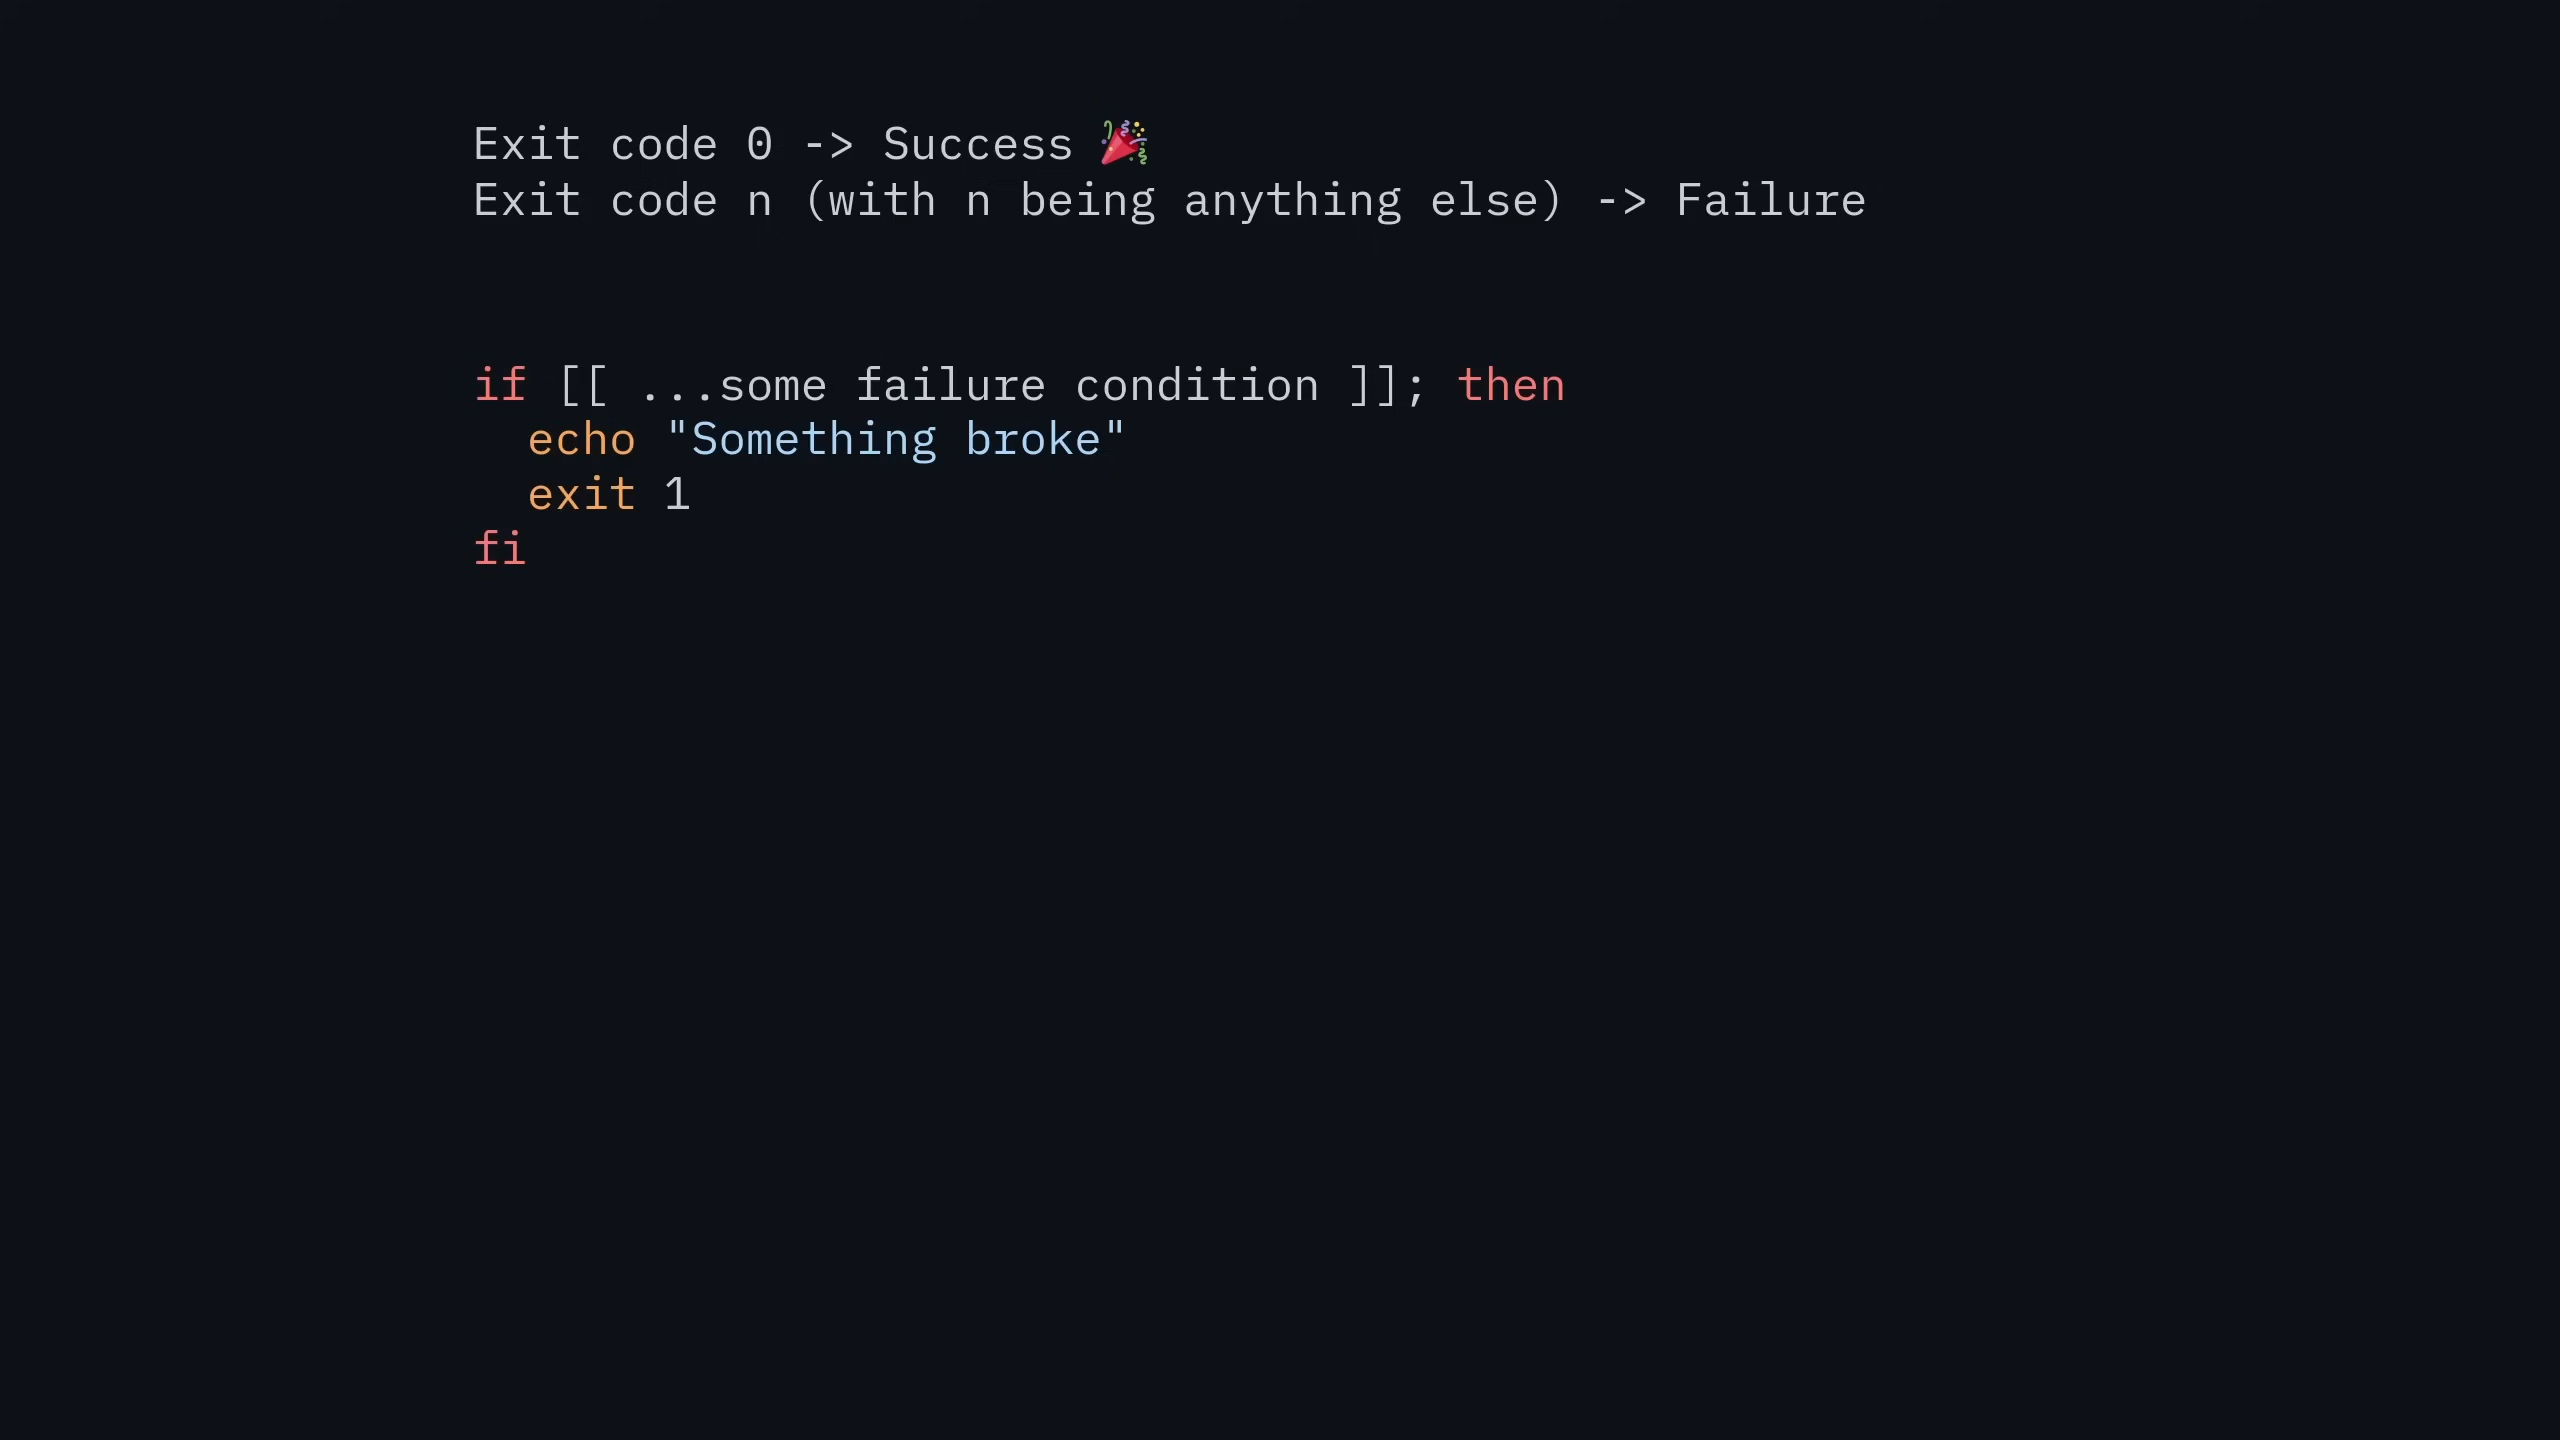 Exit code 0 -> Success 🎉
Exit code n (with n being anything else) -> Failure
if [[ ...some failure condition ]]; then
  echo "Something broke"
  exit 1
fi